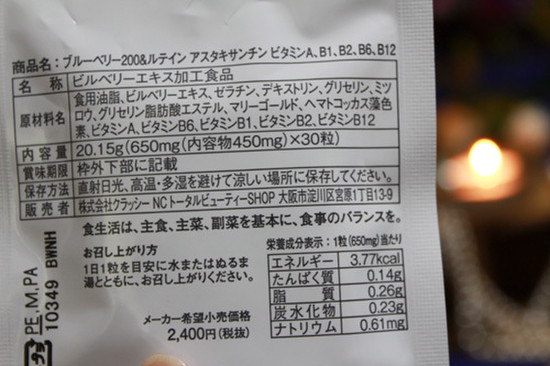 商品名：ブルーベリー200&ルテイン アスタキサンチン ビタミンA、B1、B2、B6、B12
名 称 ビルベリーエキス加工食品
原材料名 食用油脂、ビルベリーエキス、ゼラチン、デキストリン、グリセリン、ミツ
ロウ、グリセリン脂肪酸エステル、マリーゴールド、ヘマトコッカス藻色
素、ビタミンA、ビタミンB6、ビタミンB1、ビタミンB2、ビタミンB12
内容量 20.15g(650mg(内容物450mg)×30粒)
賞味期限 枠外下部に記載
保存方法 直射日光、高温・多湿を避けて涼しい場所に保存してください。
販売者 株式会社クラッシー NCトータルビューティーSHOP 大阪市淀川区宮原1丁目13-9
食生活は、主食、主菜、副菜を基本に、食事のバランスを。
お召し上がり方
1日1粒を目安に水またはぬるま
湯とともに、お召し上がりください。
メーカー希望小売価格
2,400円(税抜)
栄養成分表示：1粒(650mg)当たり
エネルギー 3.77kcal
たんぱく質 0.14g
脂 質 0.26g
炭水化物 0.23g
ナトリウム 0.61mg
PE,M,PA
10349 BWNH
プラ